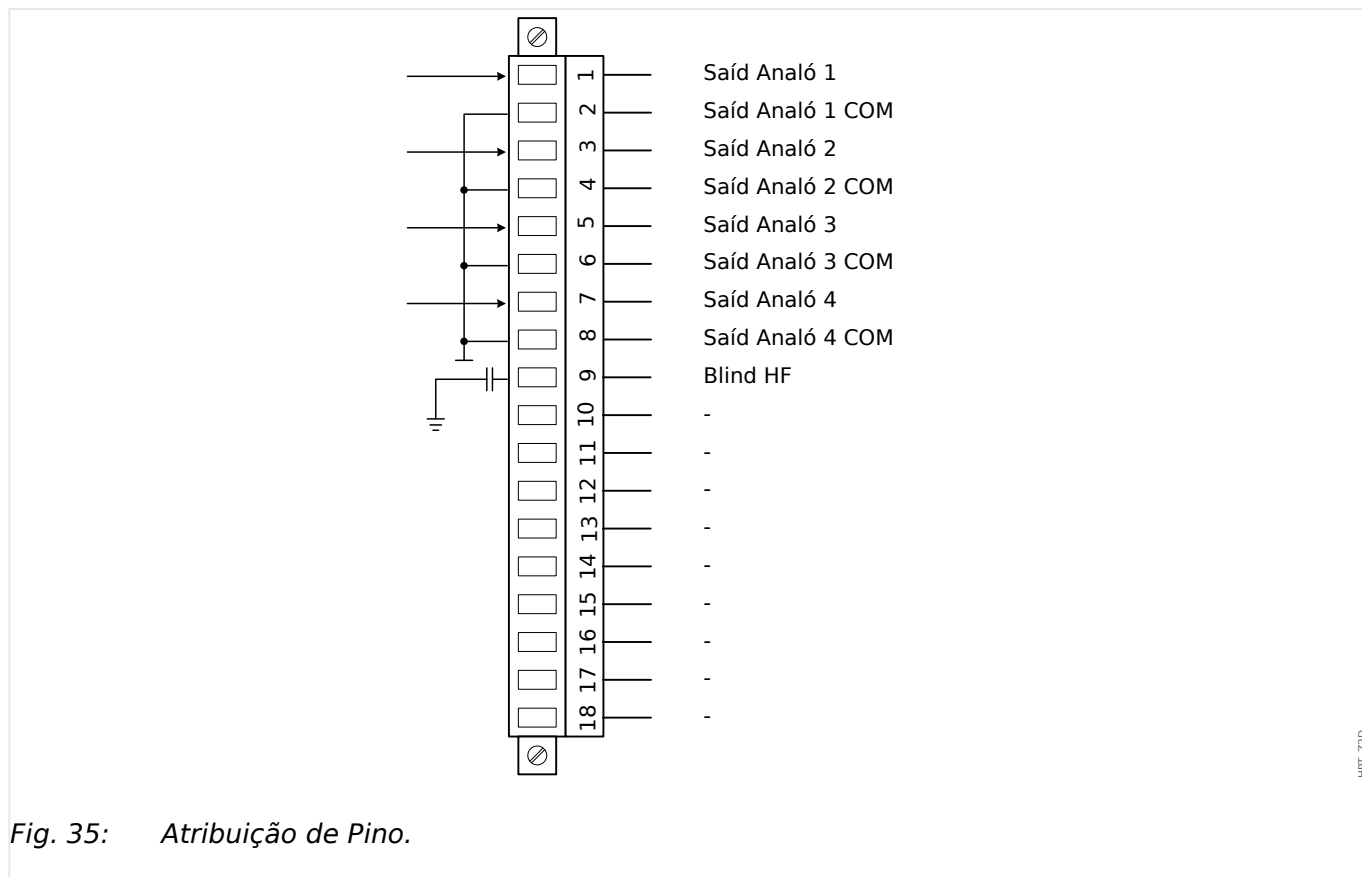 1 Saíd Analó 1
2 Saíd Analó 1 COM
3 Saíd Analó 2
4 Saíd Analó 2 COM
5 Saíd Analó 3
6 Saíd Analó 3 COM
7 Saíd Analó 4
8 Saíd Analó 4 COM
9 Blind HF
10 -
11 -
12 -
13 -
14 -
15 -
16 -
17 -
18 -
Fig. 35: Atribuição de Pino.